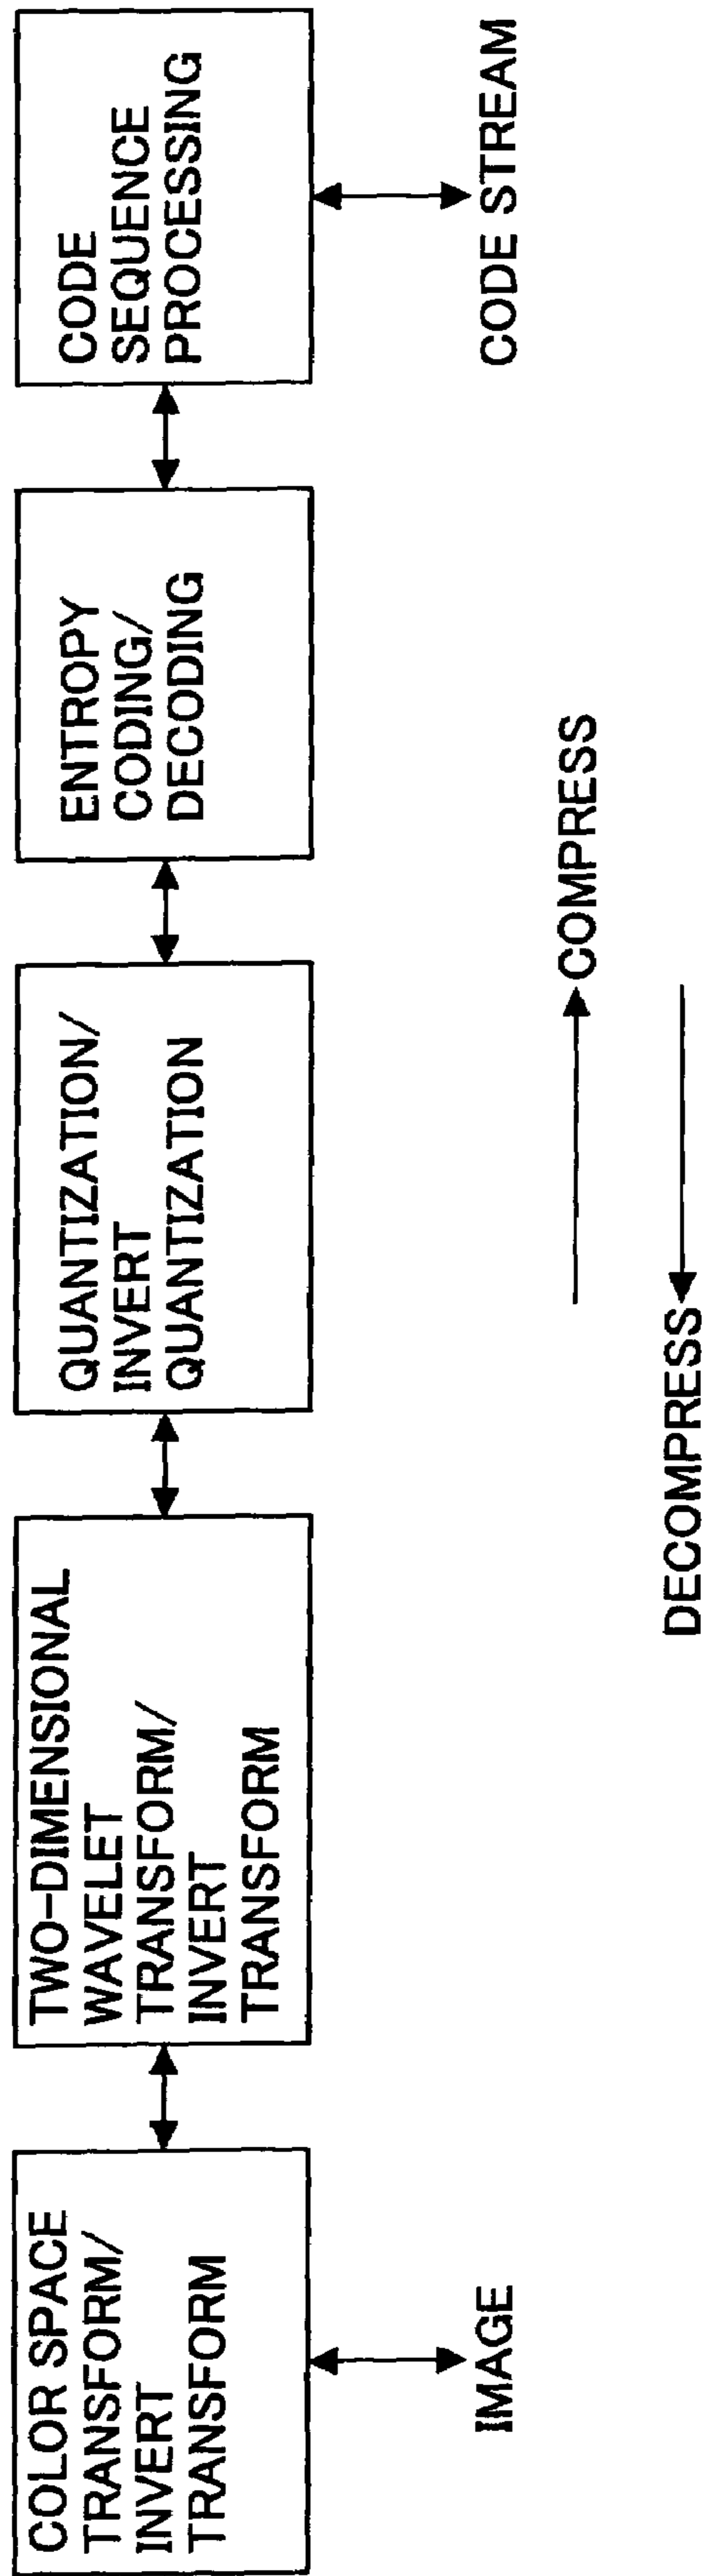 COLOR SPACE
TRANSFORM/
INVERT
TRANSFORM
TWO-DIMENSIONAL
WAVELET
TRANSFORM/
INVERT
TRANSFORM
QUANTIZATION/
INVERT
QUANTIZATION
ENTROPY
CODING/
DECODING
CODE
SEQUENCE
PROCESSING
IMAGE
CODE STREAM
COMPRESS
DECOMPRESS